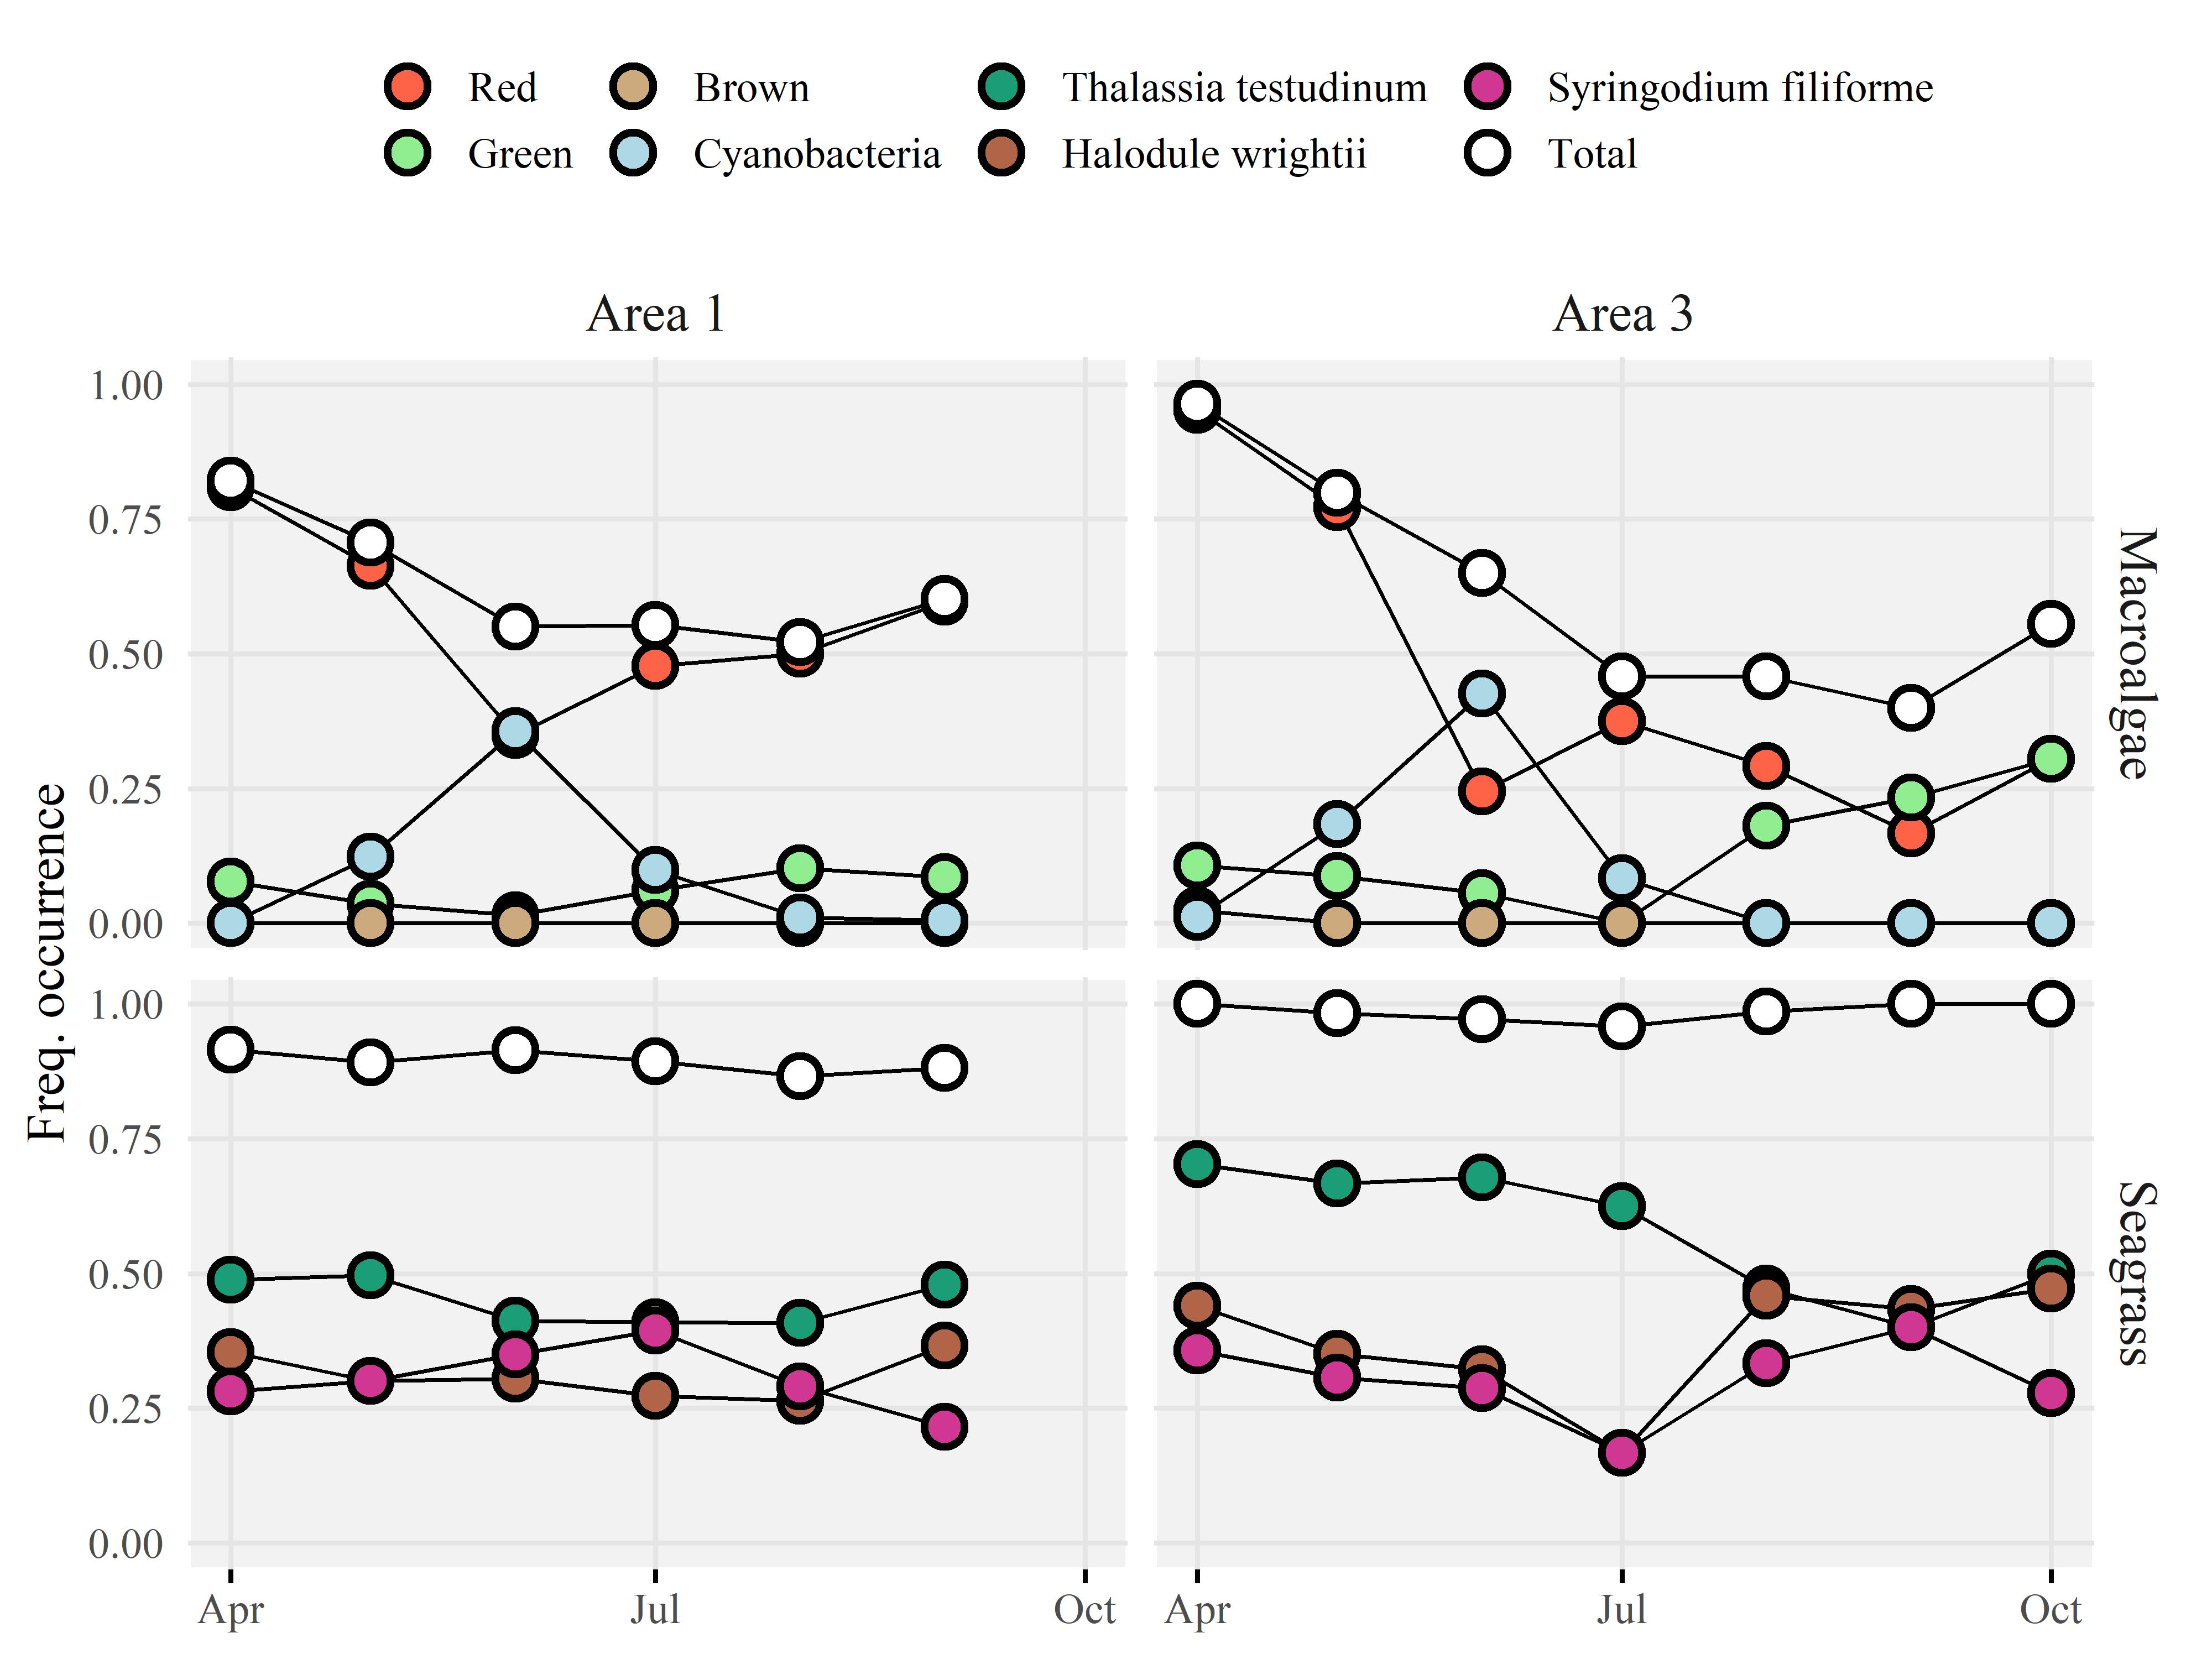 Red Brown Thalassia testudinum Syringodium filiforme
Green Cyanobacteria Halodule wrightii Total
Area 1 Area 3
1.00
0.75
0.50
0.25
0.00
Macroalgae
Freq. occurrence
1.00
0.75
0.50
0.25
0.00
Seagrass
Apr Jul Oct Apr Jul Oct